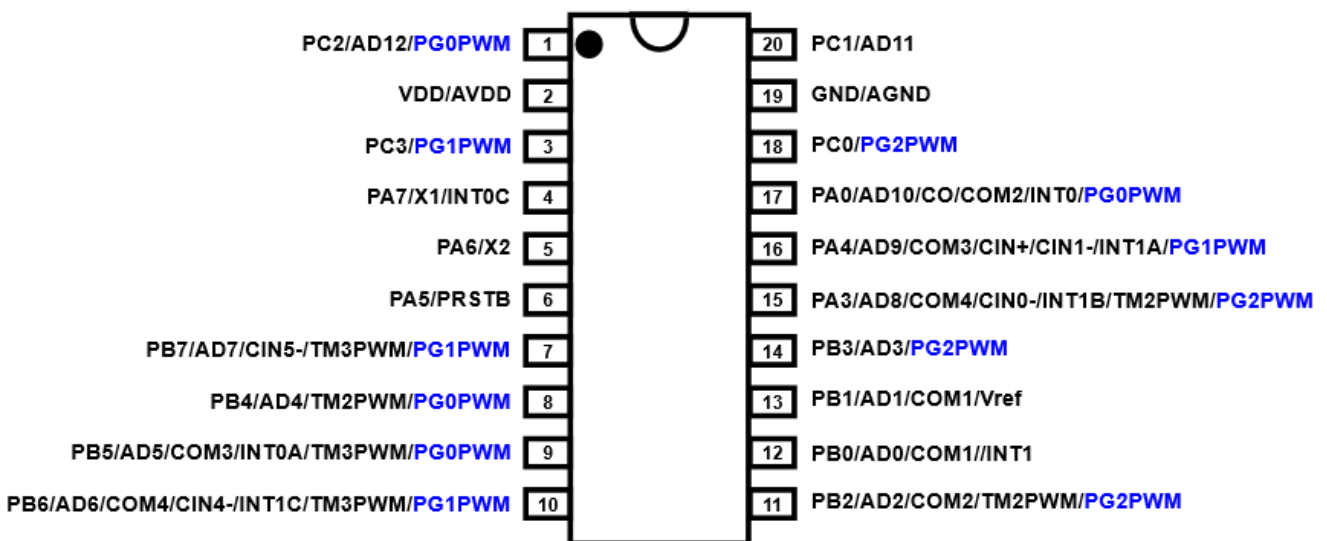 PC2/AD12/PG0PWM 1 20 PC1/AD11
VDD/AVDD 2 19 GND/AGND
PC3/PG1PWM 3 18 PC0/PG2PWM
PA7/X1/INT0C 4 17 PA0/AD10/CO/COM2/INT0/PG0PWM
PA6/X2 5 16 PA4/AD9/COM3/CIN+/CIN1-/INT1A/PG1PWM
PA5/PRSTB 6 15 PA3/AD8/COM4/CIN0-/INT1B/TM2PWM/PG2PWM
PB7/AD7/CIN5-/TM3PWM/PG1PWM 7 14 PB3/AD3/PG2PWM
PB4/AD4/TM2PWM/PG0PWM 8 13 PB1/AD1/COM1/Vref
PB5/AD5/COM3/INT0A/TM3PWM/PG0PWM 9 12 PB0/AD0/COM1//INT1
PB6/AD6/COM4/CIN4-/INT1C/TM3PWM/PG1PWM 10 11 PB2/AD2/COM2/TM2PWM/PG2PWM